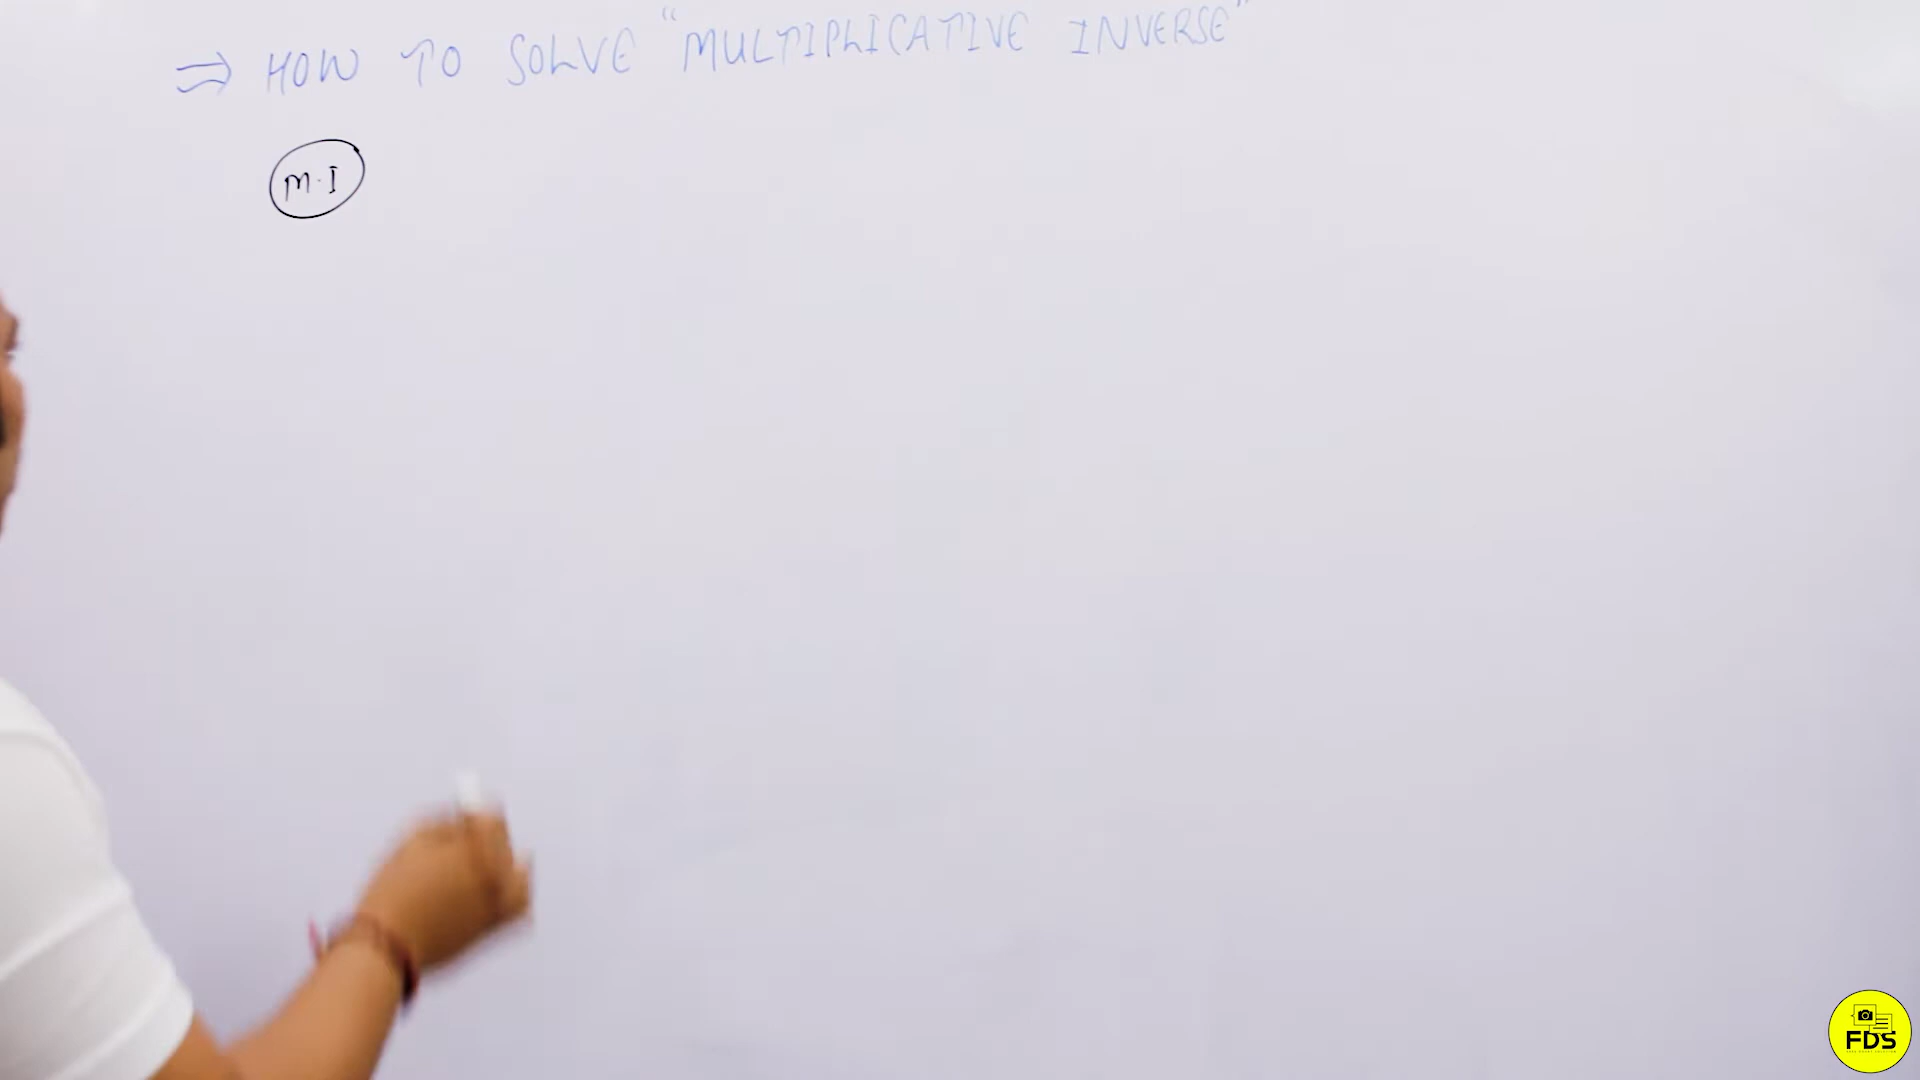 ⇒ HOW TO SOLVE "MULTIPLICATIVE INVERSE"
M.I
FDS